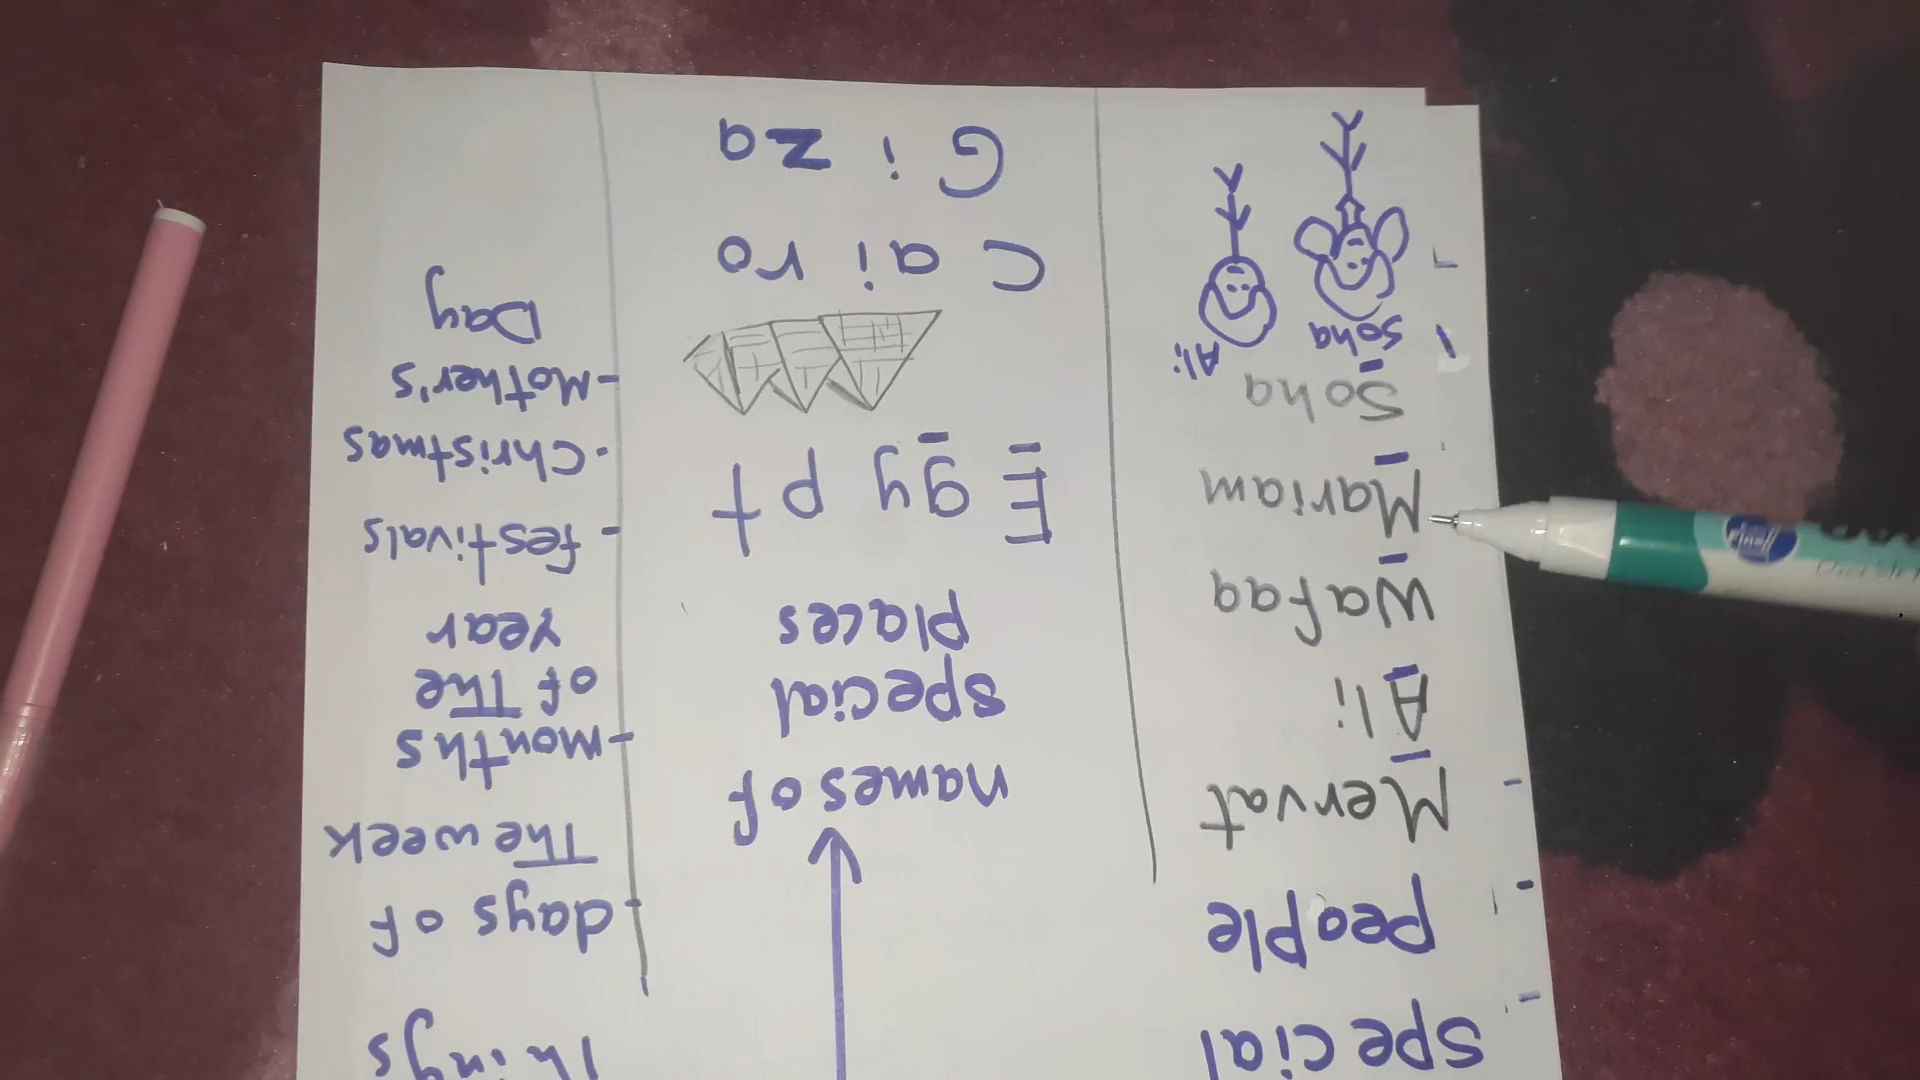 special
people
Mervat
Ali
Wafaa
Mariam
Soha
Soha
Ali
names of
special
places
Egypt
Cairo
Giza
Things
-days of
The week
-months
of The
year
- festivals
.Christmas
-Mother's
Day